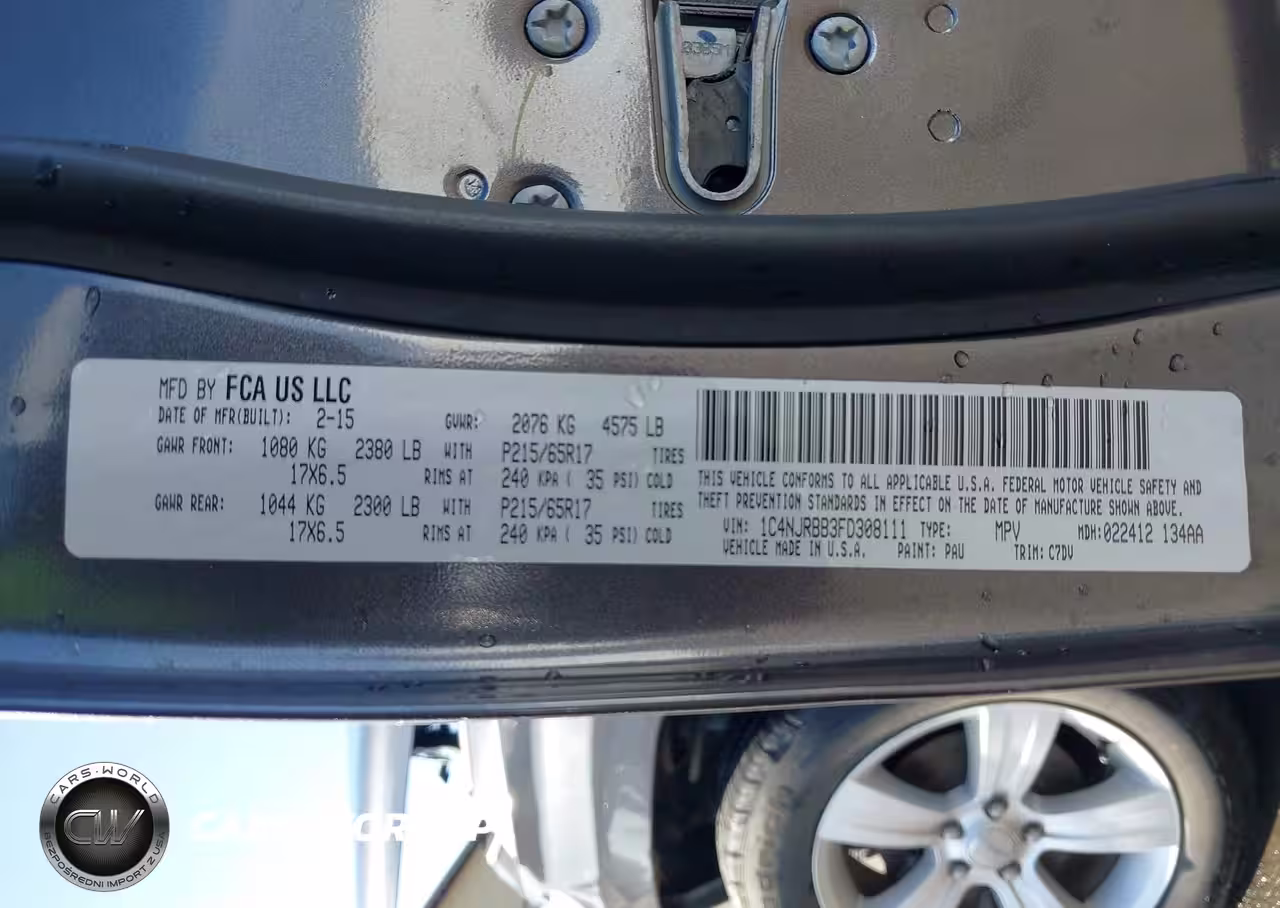 MFD BY FCA US LLC
DATE OF MFR(BUILT): 2-15 GVWR: 2076 KG 4575 LB
GAWR FRONT: 1080 KG 2380 LB WITH P215/65R17 TIRES
17X6.5 RIMS AT 240 KPA ( 35 PSI) COLD
GAWR REAR: 1044 KG 2300 LB WITH P215/65R17 TIRES
17X6.5 RIMS AT 240 KPA ( 35 PSI) COLD
THIS VEHICLE CONFORMS TO ALL APPLICABLE U.S.A. FEDERAL MOTOR VEHICLE SAFETY AND
THEFT PREVENTION STANDARDS IN EFFECT ON THE DATE OF MANUFACTURE SHOWN ABOVE.
VIN: 1C4NJRBB3FD308111 TYPE: MPV MDH:022412 134AA
VEHICLE MADE IN U.S.A. PAINT: PAU TRIM: C7DV
CARS-WORLD
CW
BEZPOŚREDNI IMPORT Z USA